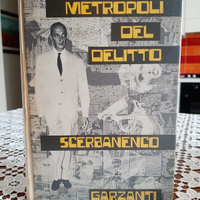 METROPOLI
DEL
DELITTO
SCERBANENCO
GARZANTI